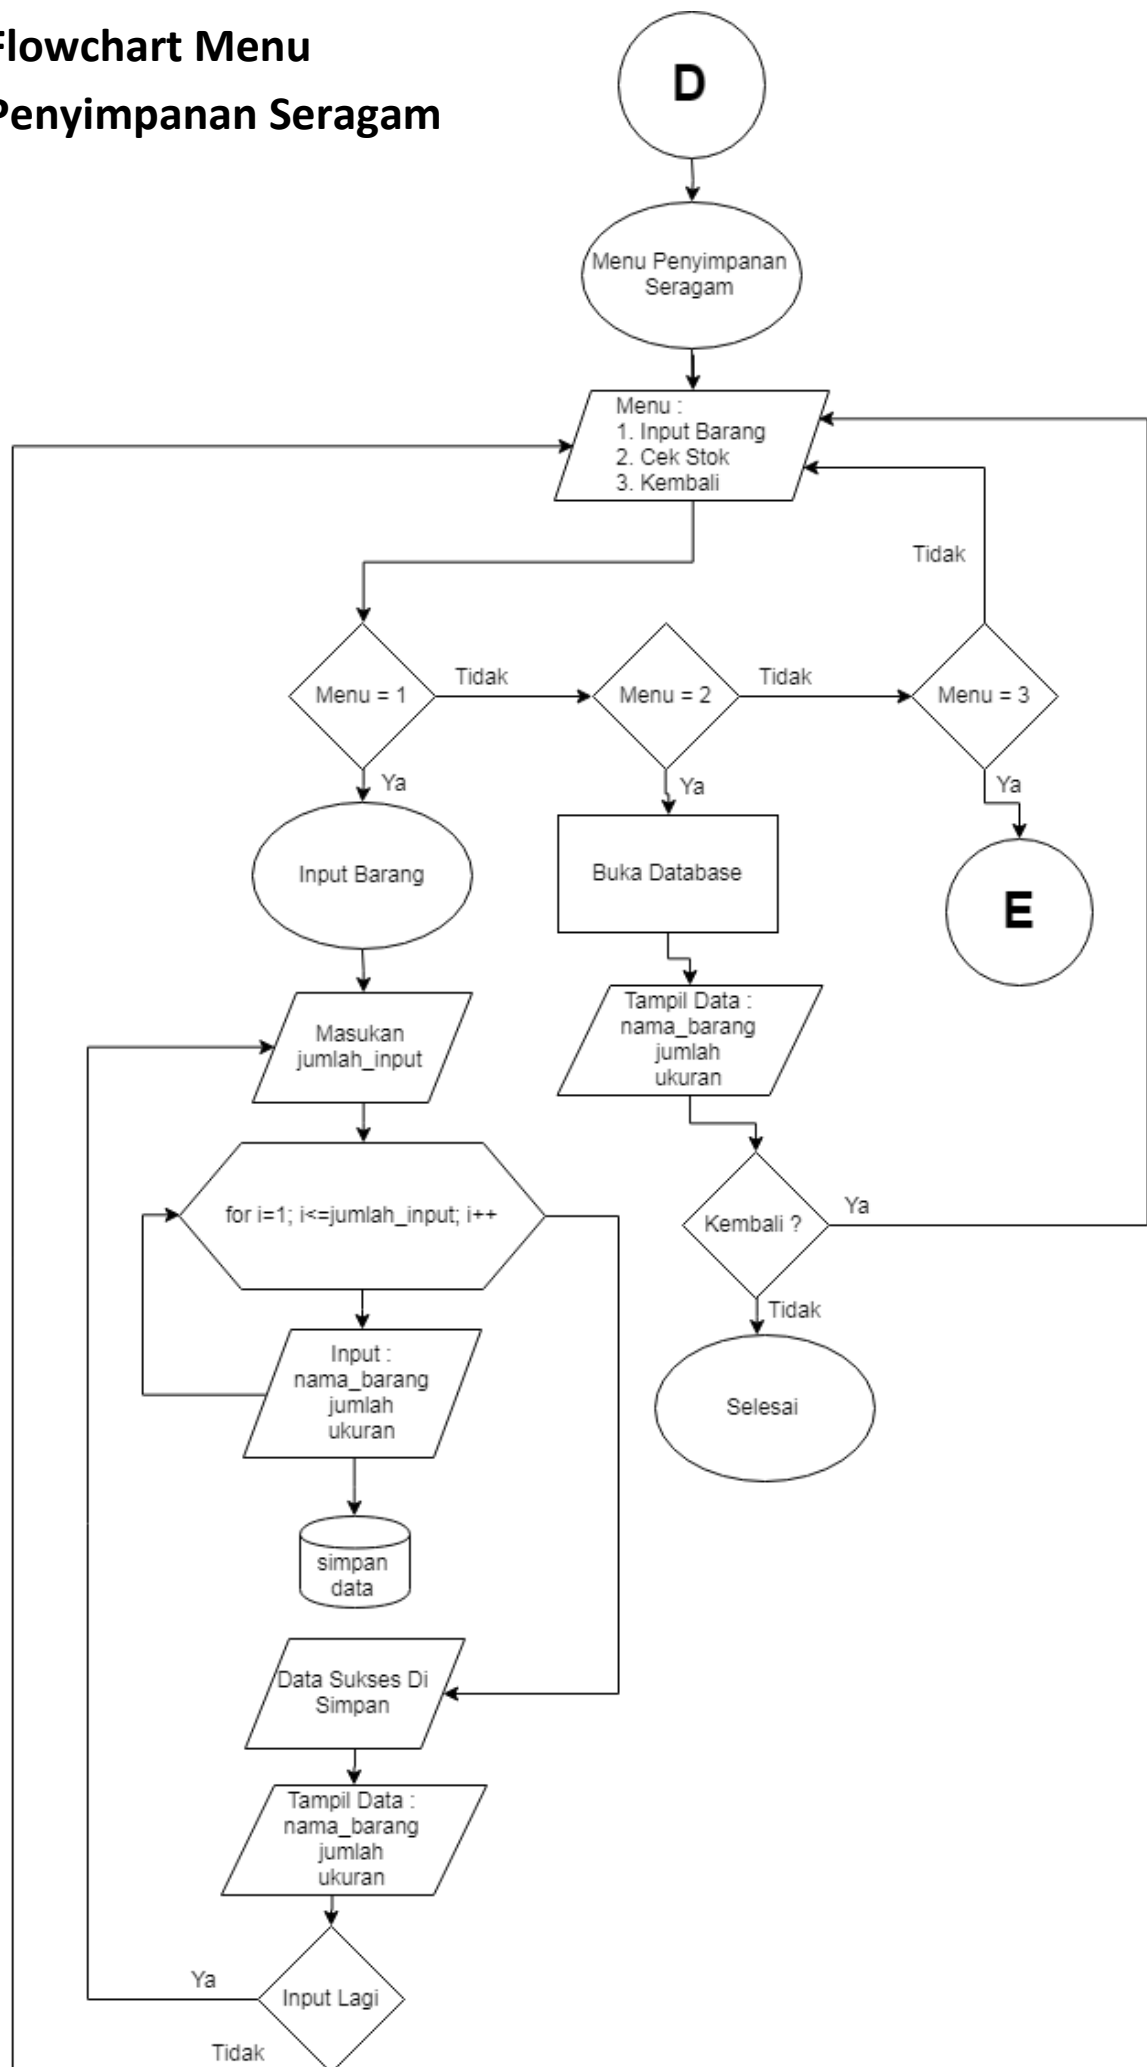 Flowchart Menu
Penyimpanan Seragam
D
Menu Penyimpanan
Seragam
Menu :
1. Input Barang
2. Cek Stok
3. Kembali
Tidak
Menu = 1
Tidak
Menu = 2
Tidak
Menu = 3
Ya
Ya
Ya
Input Barang
Buka Database
E
Masukan
jumlah_input
Tampil Data :
nama_barang
jumlah
ukuran
for i=1; i<=jumlah_input; i++
Kembali ?
Ya
Tidak
Input :
nama_barang
jumlah
ukuran
Selesai
simpan
data
Data Sukses Di
Simpan
Tampil Data :
nama_barang
jumlah
ukuran
Ya
Input Lagi
Tidak